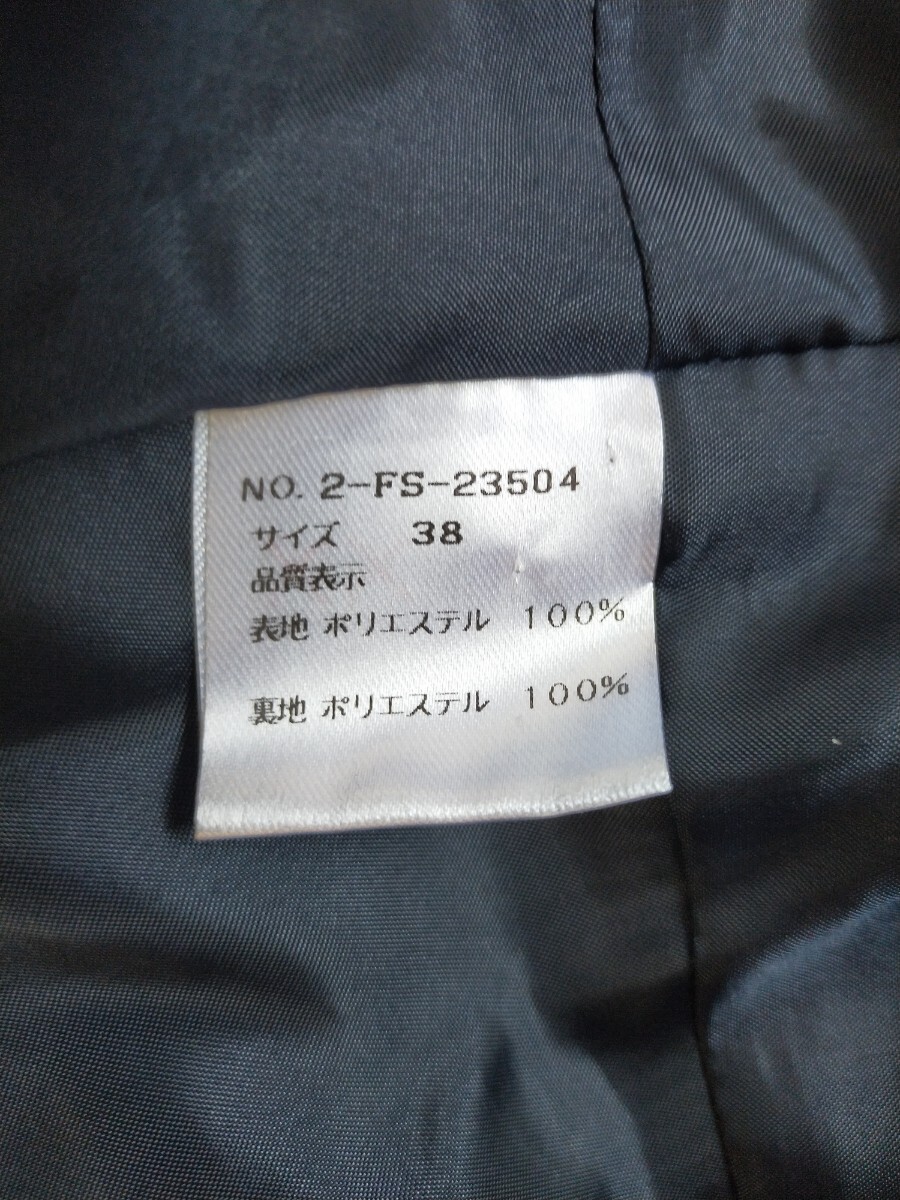 NO. 2-FS-23504
サイズ 38
品質表示
表地 ポリエステル 100%
裏地 ポリエステル 100%